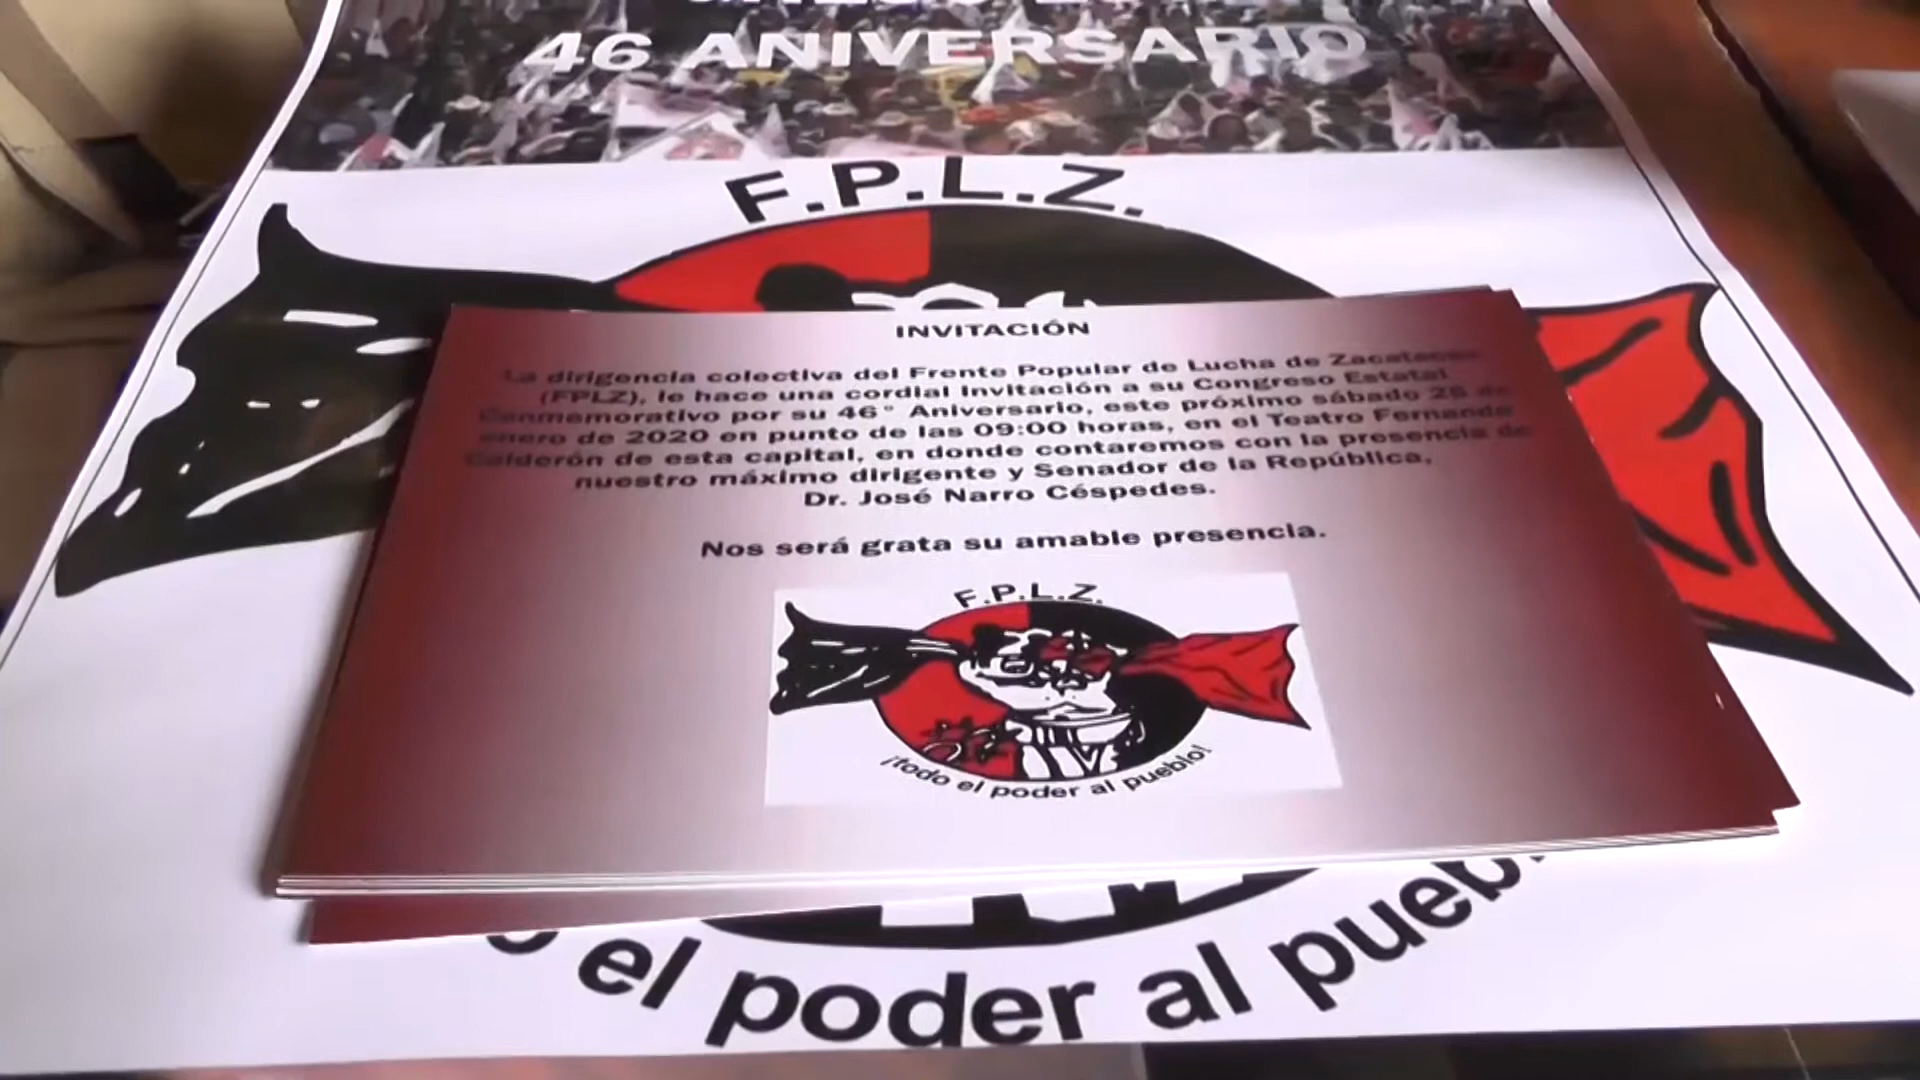 46 ANIVERSARIO
F.P.L.Z.
INVITACIÓN
La dirigencia colectiva del Frente Popular de Lucha de Zacatecas
(FPLZ), le hace una cordial Invitación a su Congreso Estatal
Conmemorativo por su 46° Aniversario, este próximo sábado 25 de
enero de 2020 en punto de las 09:00 horas, en el Teatro Fernando
Calderón de esta capital, en donde contaremos con la presencia de
nuestro máximo dirigente y Senador de la República,
Dr. José Narro Céspedes.
Nos será grata su amable presencia.
F.P.L.Z.
¡todo el poder al pueblo!
el poder al pueb